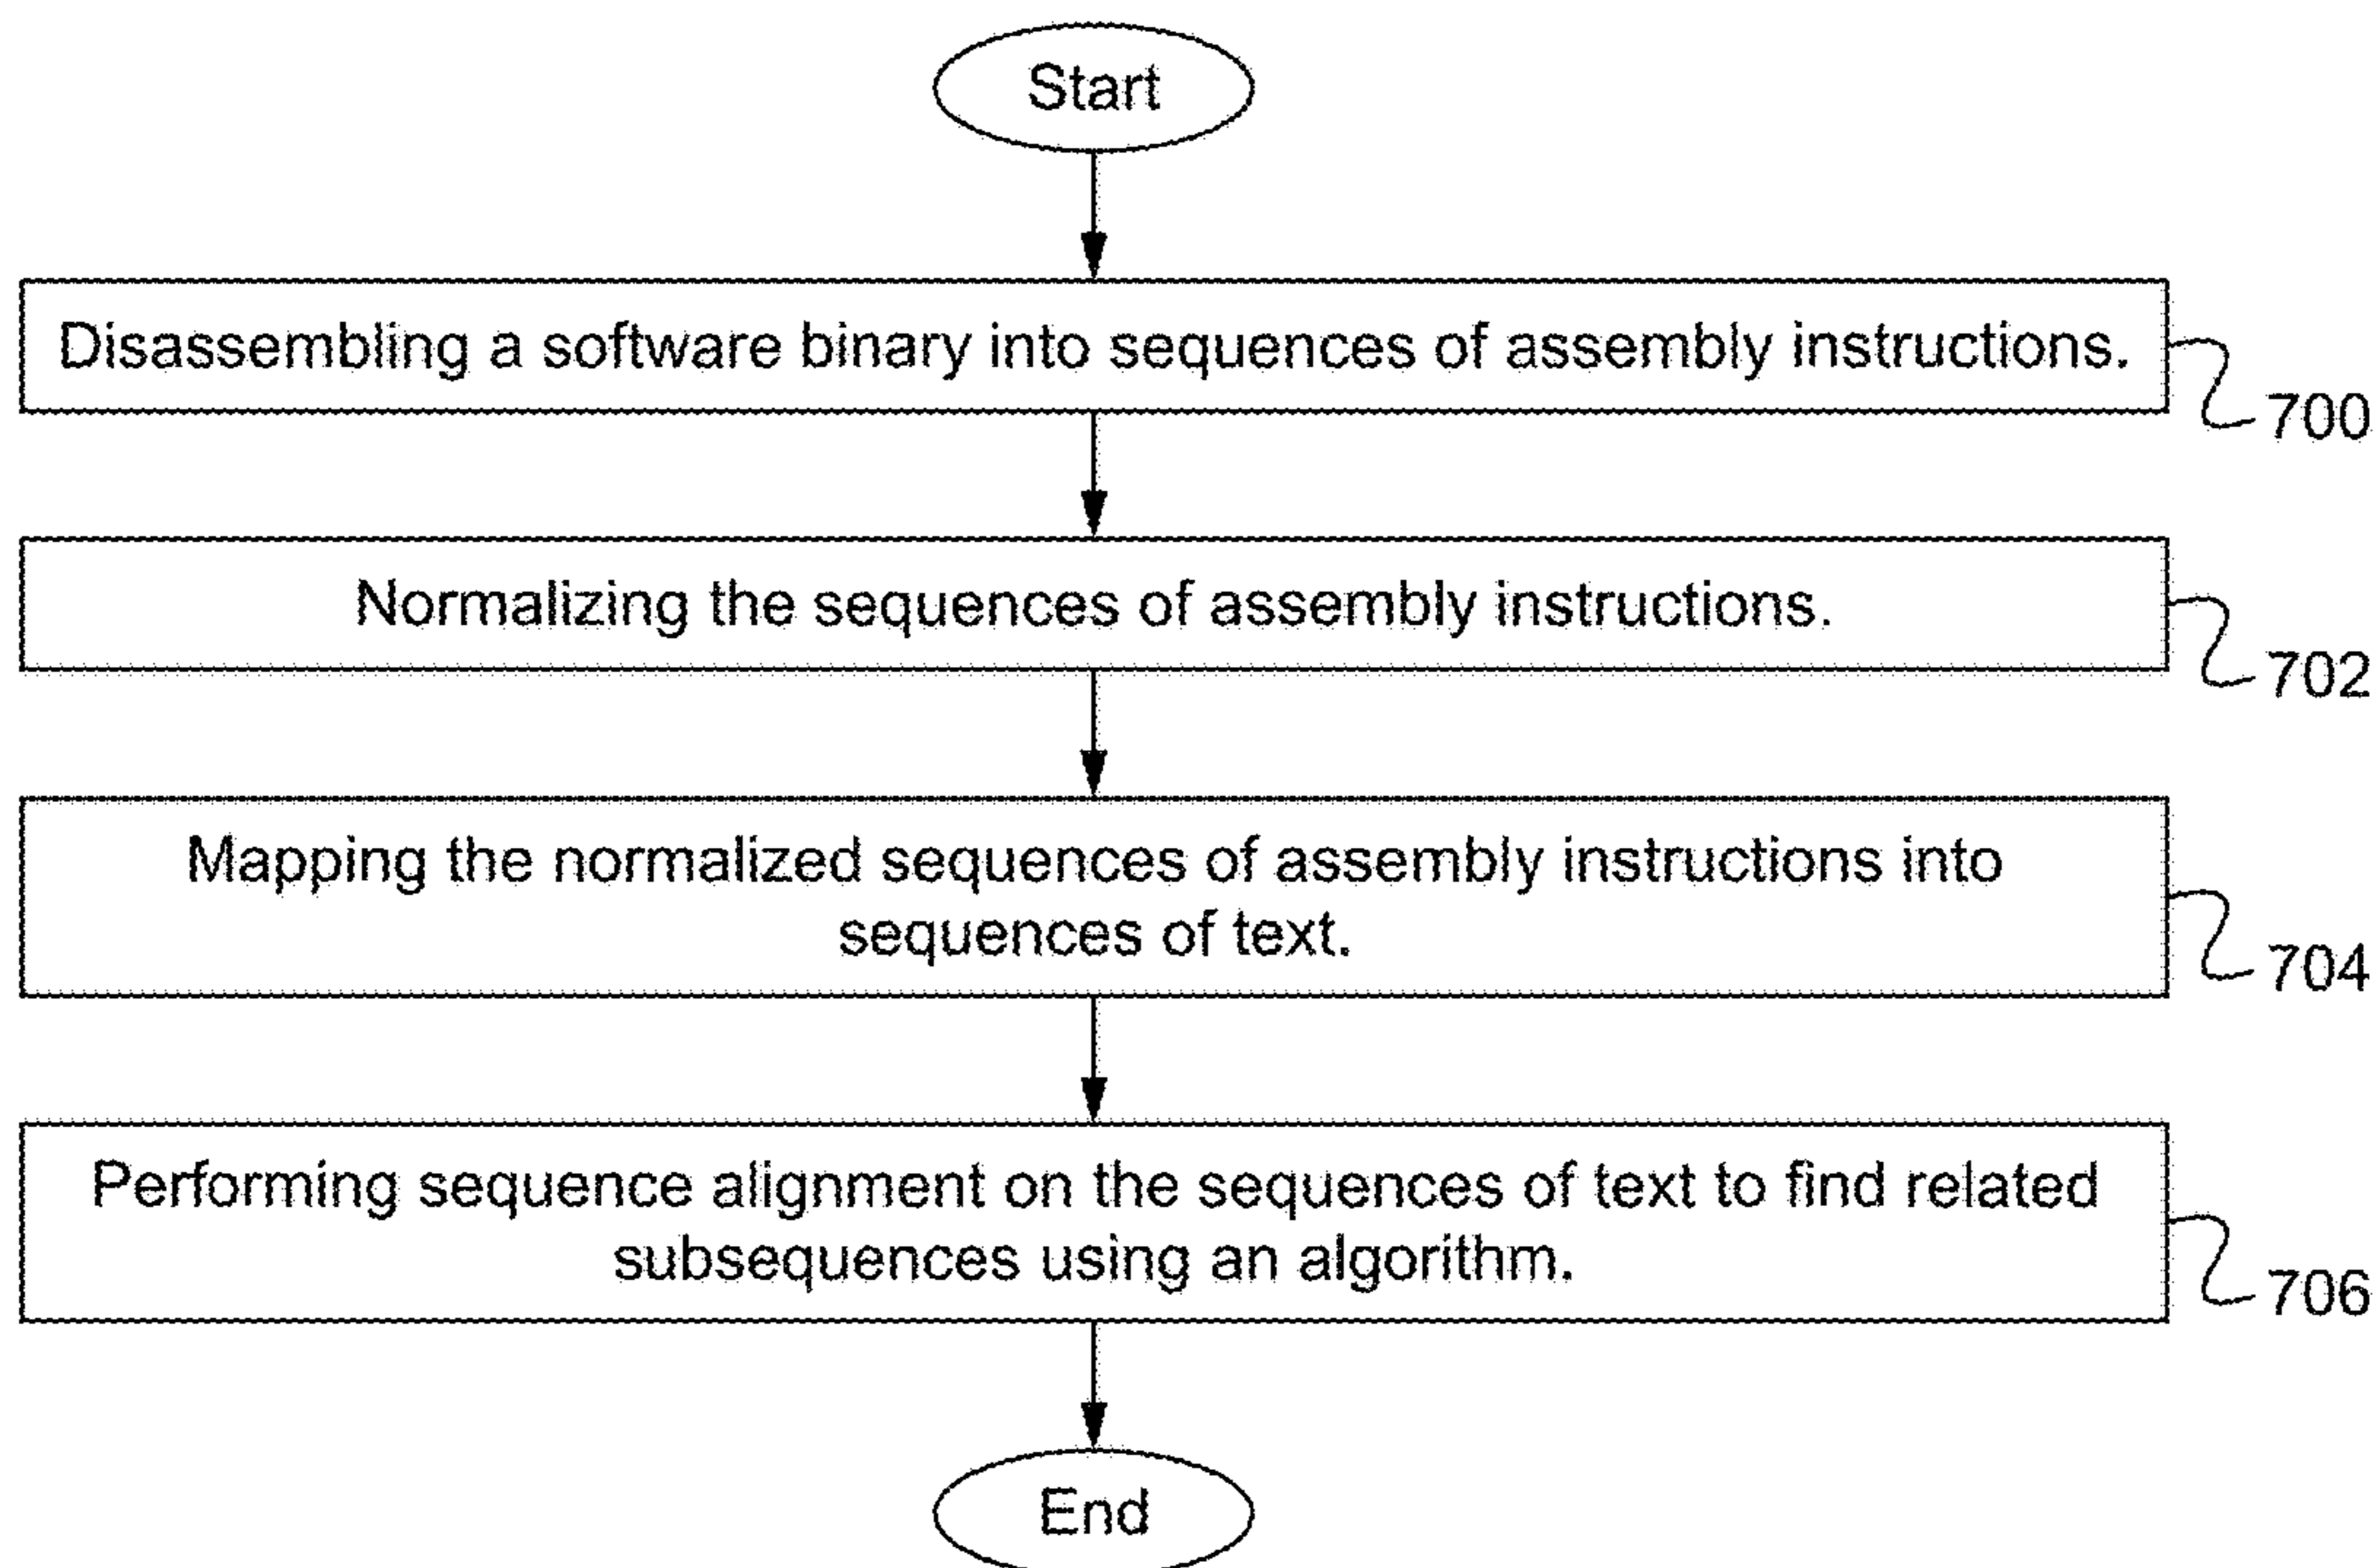 Start
Disassembling a software binary into sequences of assembly instructions.
700
Normalizing the sequences of assembly instructions.
702
Mapping the normalized sequences of assembly instructions into
sequences of text.
704
Performing sequence alignment on the sequences of text to find related
subsequences using an algorithm.
706
End